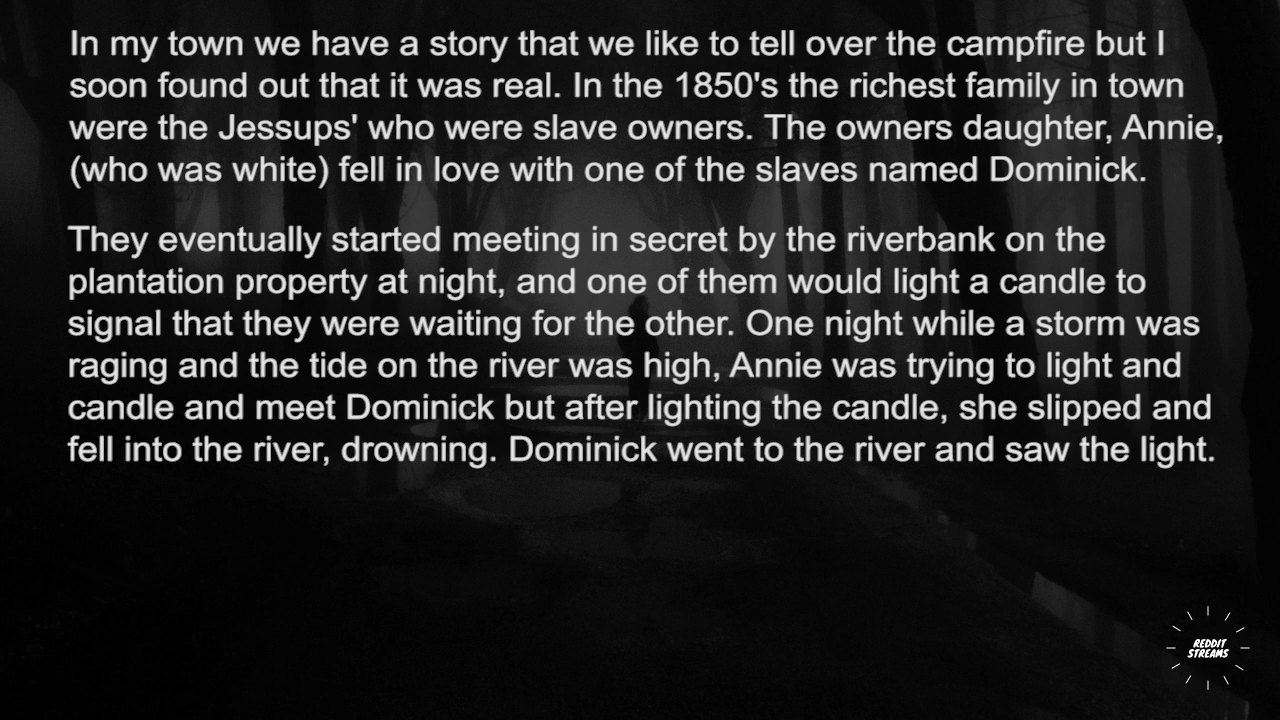 In my town we have a story that we like to tell over the campfire but I
soon found out that it was real. In the 1850's the richest family in town
were the Jessups' who were slave owners. The owners daughter, Annie,
(who was white) fell in love with one of the slaves named Dominick.
They eventually started meeting in secret by the riverbank on the
plantation property at night, and one of them would light a candle to
signal that they were waiting for the other. One night while a storm was
raging and the tide on the river was high, Annie was trying to light and
candle and meet Dominick but after lighting the candle, she slipped and
fell into the river, drowning. Dominick went to the river and saw the light.
REDDIT
STREAMS